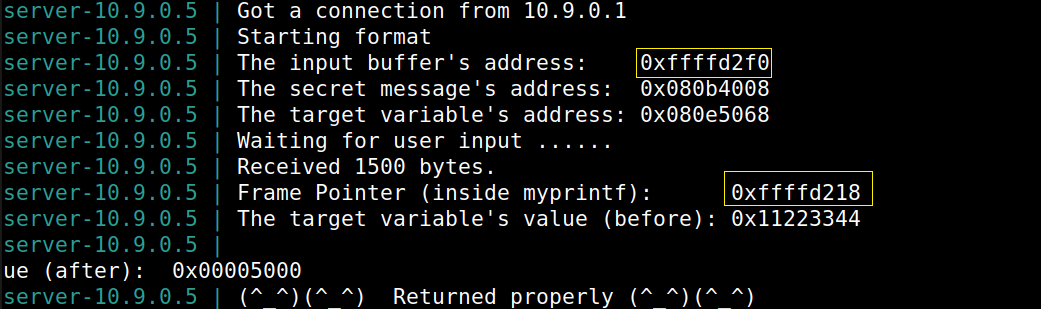 server-10.9.0.5 | Got a connection from 10.9.0.1
server-10.9.0.5 | Starting format
server-10.9.0.5 | The input buffer's address:    0xffffd2f0
server-10.9.0.5 | The secret message's address:  0x080b4008
server-10.9.0.5 | The target variable's address: 0x080e5068
server-10.9.0.5 | Waiting for user input ......
server-10.9.0.5 | Received 1500 bytes.
server-10.9.0.5 | Frame Pointer (inside myprintf):      0xffffd218
server-10.9.0.5 | The target variable's value (before): 0x11223344
server-10.9.0.5 |
ue (after):  0x00005000
server-10.9.0.5 | (^_^)(^_^)  Returned properly (^_^)(^_^)